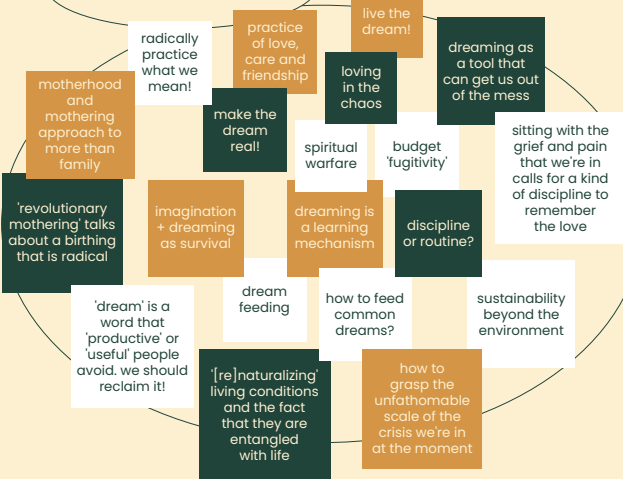 live the
dream!
practice
of love,
care and
friendship
radically
practice
what we
mean!
dreaming as
a tool that
can get us out
of the mess
loving
in the
chaos
motherhood
and
mothering
approach to
more than
family
make the
dream
real!
spiritual
warfare
budget
'fugitivity'
sitting with the
grief and pain
that we're in
calls for a kind
of discipline to
remember
the love
'revolutionary
mothering' talks
about a birthing
that is radical
imagination
+ dreaming
as survival
dreaming is
a learning
mechanism
discipline
or routine?
dream
feeding
how to feed
common
dreams?
sustainability
beyond the
environment
'dream' is a
word that
'productive' or
'useful' people
avoid. we should
reclaim it!
'[re]naturalizing'
living conditions
and the fact
that they are
entangled
with life
how to
grasp the
unfathomable
scale of the
crisis we're in
at the moment